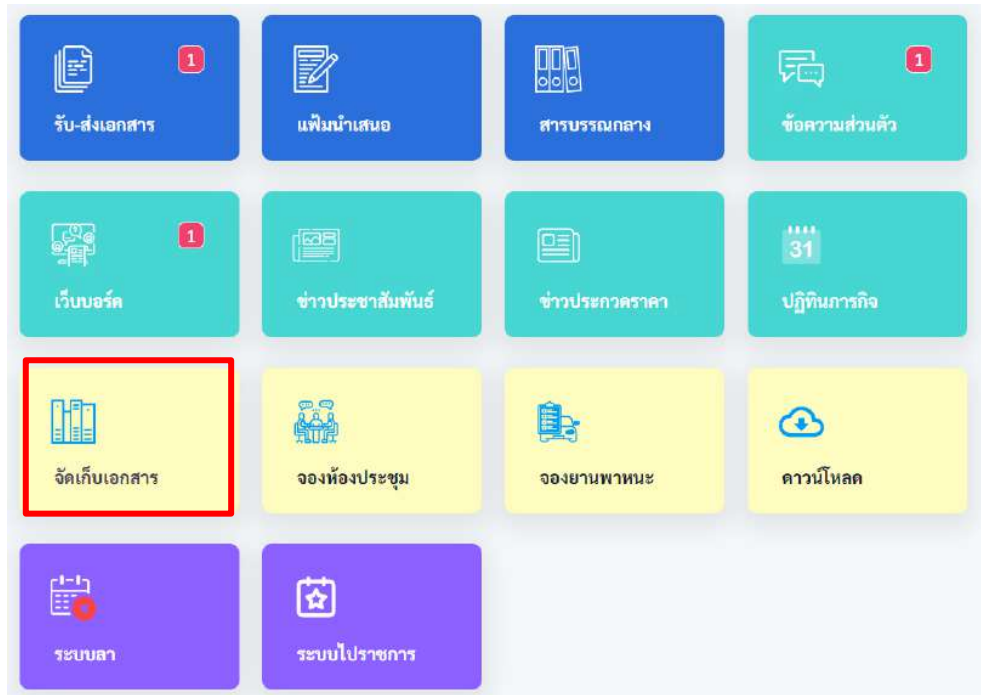 1
รับ-ส่งเอกสาร
แฟ้มนำเสนอ
สารบรรณกลาง
1
ข้อความส่วนตัว
1
เว็บบอร์ด
ข่าวประชาสัมพันธ์
ข่าวประกวดราคา
31
ปฏิทินภารกิจ
จัดเก็บเอกสาร
จองห้องประชุม
จองยานพาหนะ
ดาวน์โหลด
ระบบลา
ระบบไปราชการ